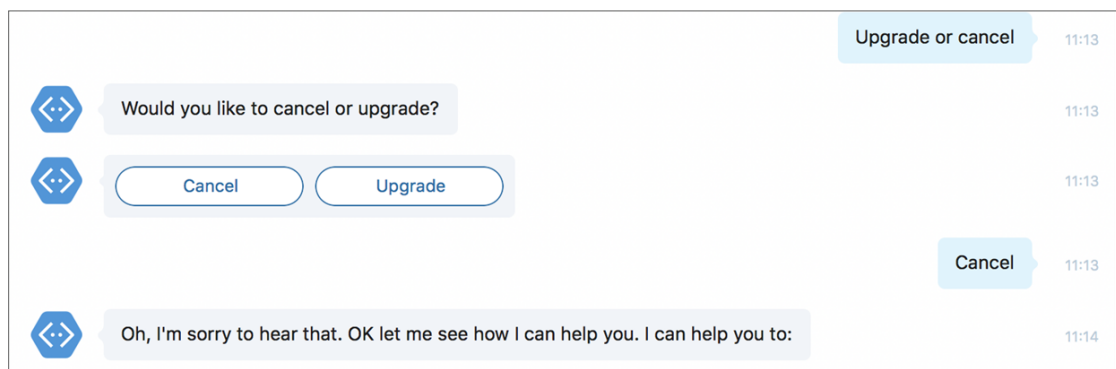 Upgrade or cancel 11:13
Would you like to cancel or upgrade? 11:13
Cancel Upgrade 11:13
Cancel 11:13
Oh, I'm sorry to hear that. OK let me see how I can help you. I can help you to: 11:14